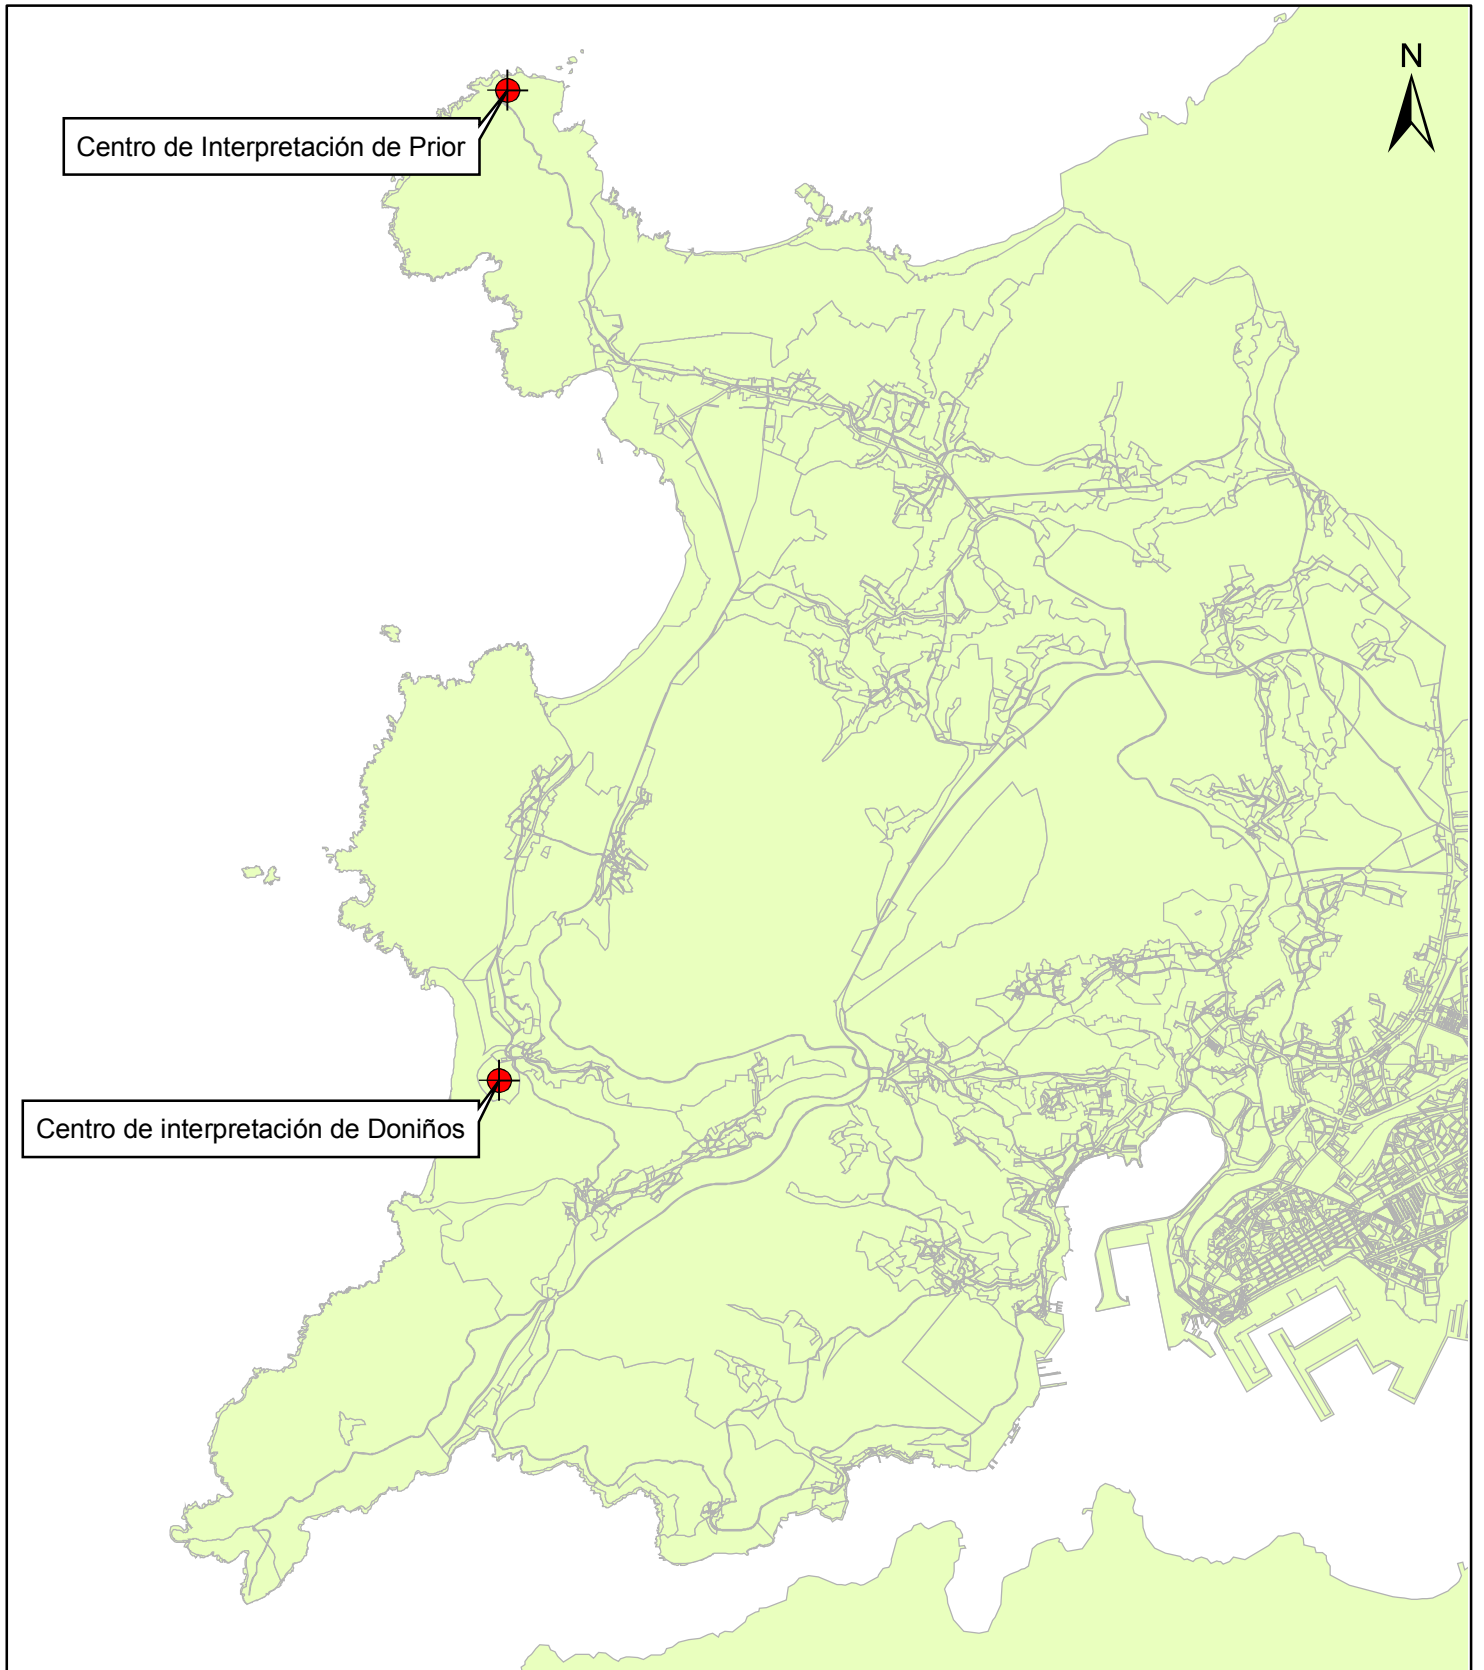 N
Centro de Interpretación de Prior
Centro de interpretación de Doniños